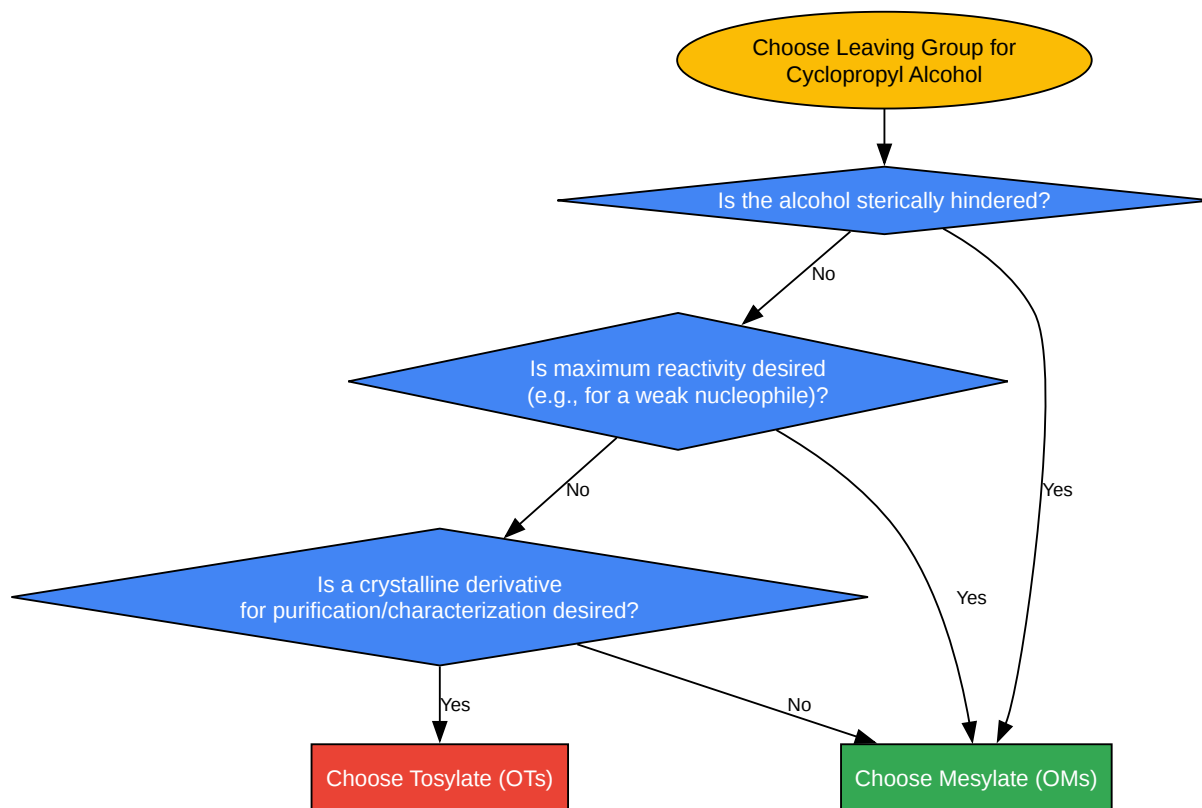 Choose Leaving Group for
Cyclopropyl Alcohol
Is the alcohol sterically hindered?
No
Is maximum reactivity desired
(e.g., for a weak nucleophile)?
Yes
No
Is a crystalline derivative
for purification/characterization desired?
Yes
Yes
No
Choose Tosylate (OTs)
Choose Mesylate (OMs)